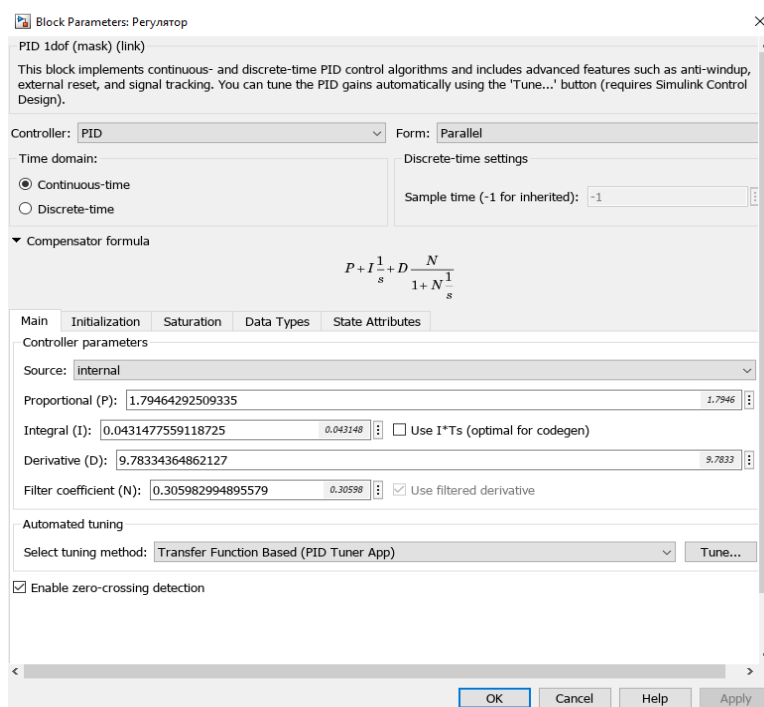 Block Parameters: Регулятор
PID 1dof (mask) (link)
This block implements continuous- and discrete-time PID control algorithms and includes advanced features such as anti-windup,
external reset, and signal tracking. You can tune the PID gains automatically using the 'Tune...' button (requires Simulink Control
Design).
Controller: PID Form: Parallel
Time domain:
Continuous-time
Discrete-time
Discrete-time settings
Sample time (-1 for inherited): -1
Compensator formula
P + I 1/s + D N/(1 + N 1/s)
Main Initialization Saturation Data Types State Attributes
Controller parameters
Source: internal
Proportional (P): 1.79464292509335 1.7946
Integral (I): 0.0431477559118725 0.043148 Use I*Ts (optimal for codegen)
Derivative (D): 9.78334364862127 9.7833
Filter coefficient (N): 0.305982994895579 0.30598 Use filtered derivative
Automated tuning
Select tuning method: Transfer Function Based (PID Tuner App) Tune...
Enable zero-crossing detection
OK Cancel Help Apply